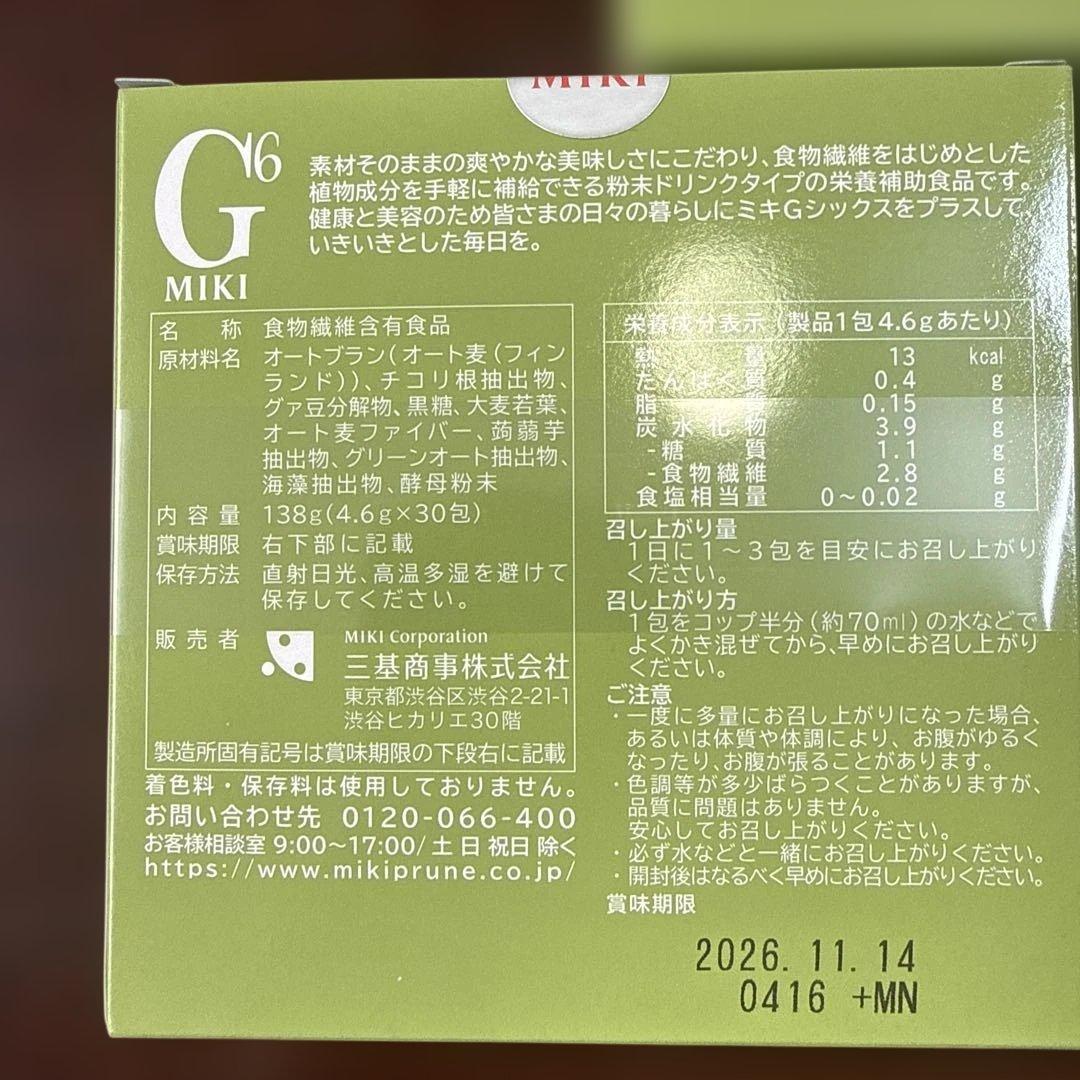 MIKI
G6
MIKI
素材そのままの爽やかな美味しさにこだわり、食物繊維をはじめとした
植物成分を手軽に補給できる粉末ドリンクタイプの栄養補助食品です。
健康と美容のため皆さまの日々の暮らしにミキGシックスをプラスして、
いきいきとした毎日を。
名称 食物繊維含有食品
原材料名 オートブラン(オート麦(フィン
ランド))、チコリ根抽出物、
グァ豆分解物、黒糖、大麦若葉、
オート麦ファイバー、蒟蒻芋
抽出物、グリーンオート抽出物、
海藻抽出物、酵母粉末
内容量 138g(4.6g×30包)
賞味期限 右下部に記載
保存方法 直射日光、高温多湿を避けて
保存してください。
販売者 MIKI Corporation
三基商事株式会社
東京都渋谷区渋谷2-21-1
渋谷ヒカリエ30階
製造所固有記号は賞味期限の下段右に記載
着色料・保存料は使用しておりません。
お問い合わせ先 0120-066-400
お客様相談室 9:00~17:00/土日祝日除く
https://www.mikiprune.co.jp/
栄養成分表示(製品1包4.6gあたり)
熱量 13 kcal
たんぱく質 0.4 g
脂質 0.15 g
炭水化物 3.9 g
-糖質 1.1 g
-食物繊維 2.8 g
食塩相当量 0~0.02 g
召し上がり量
1日に1~3包を目安にお召し上がり
ください。
召し上がり方
1包をコップ半分(約70ml)の水などで
よくかき混ぜてから、早めにお召し上がり
ください。
ご注意
・一度に多量にお召し上がりになった場合、
あるいは体質や体調により、お腹がゆるく
なったり、お腹が張ることがあります。
・色調等が多少ばらつくことがありますが、
品質に問題はありません。
安心してお召し上がりください。
・必ず水などと一緒にお召し上がりください。
・開封後はなるべく早めにお召し上がりください。
賞味期限
2026.11.14
0416 +MN